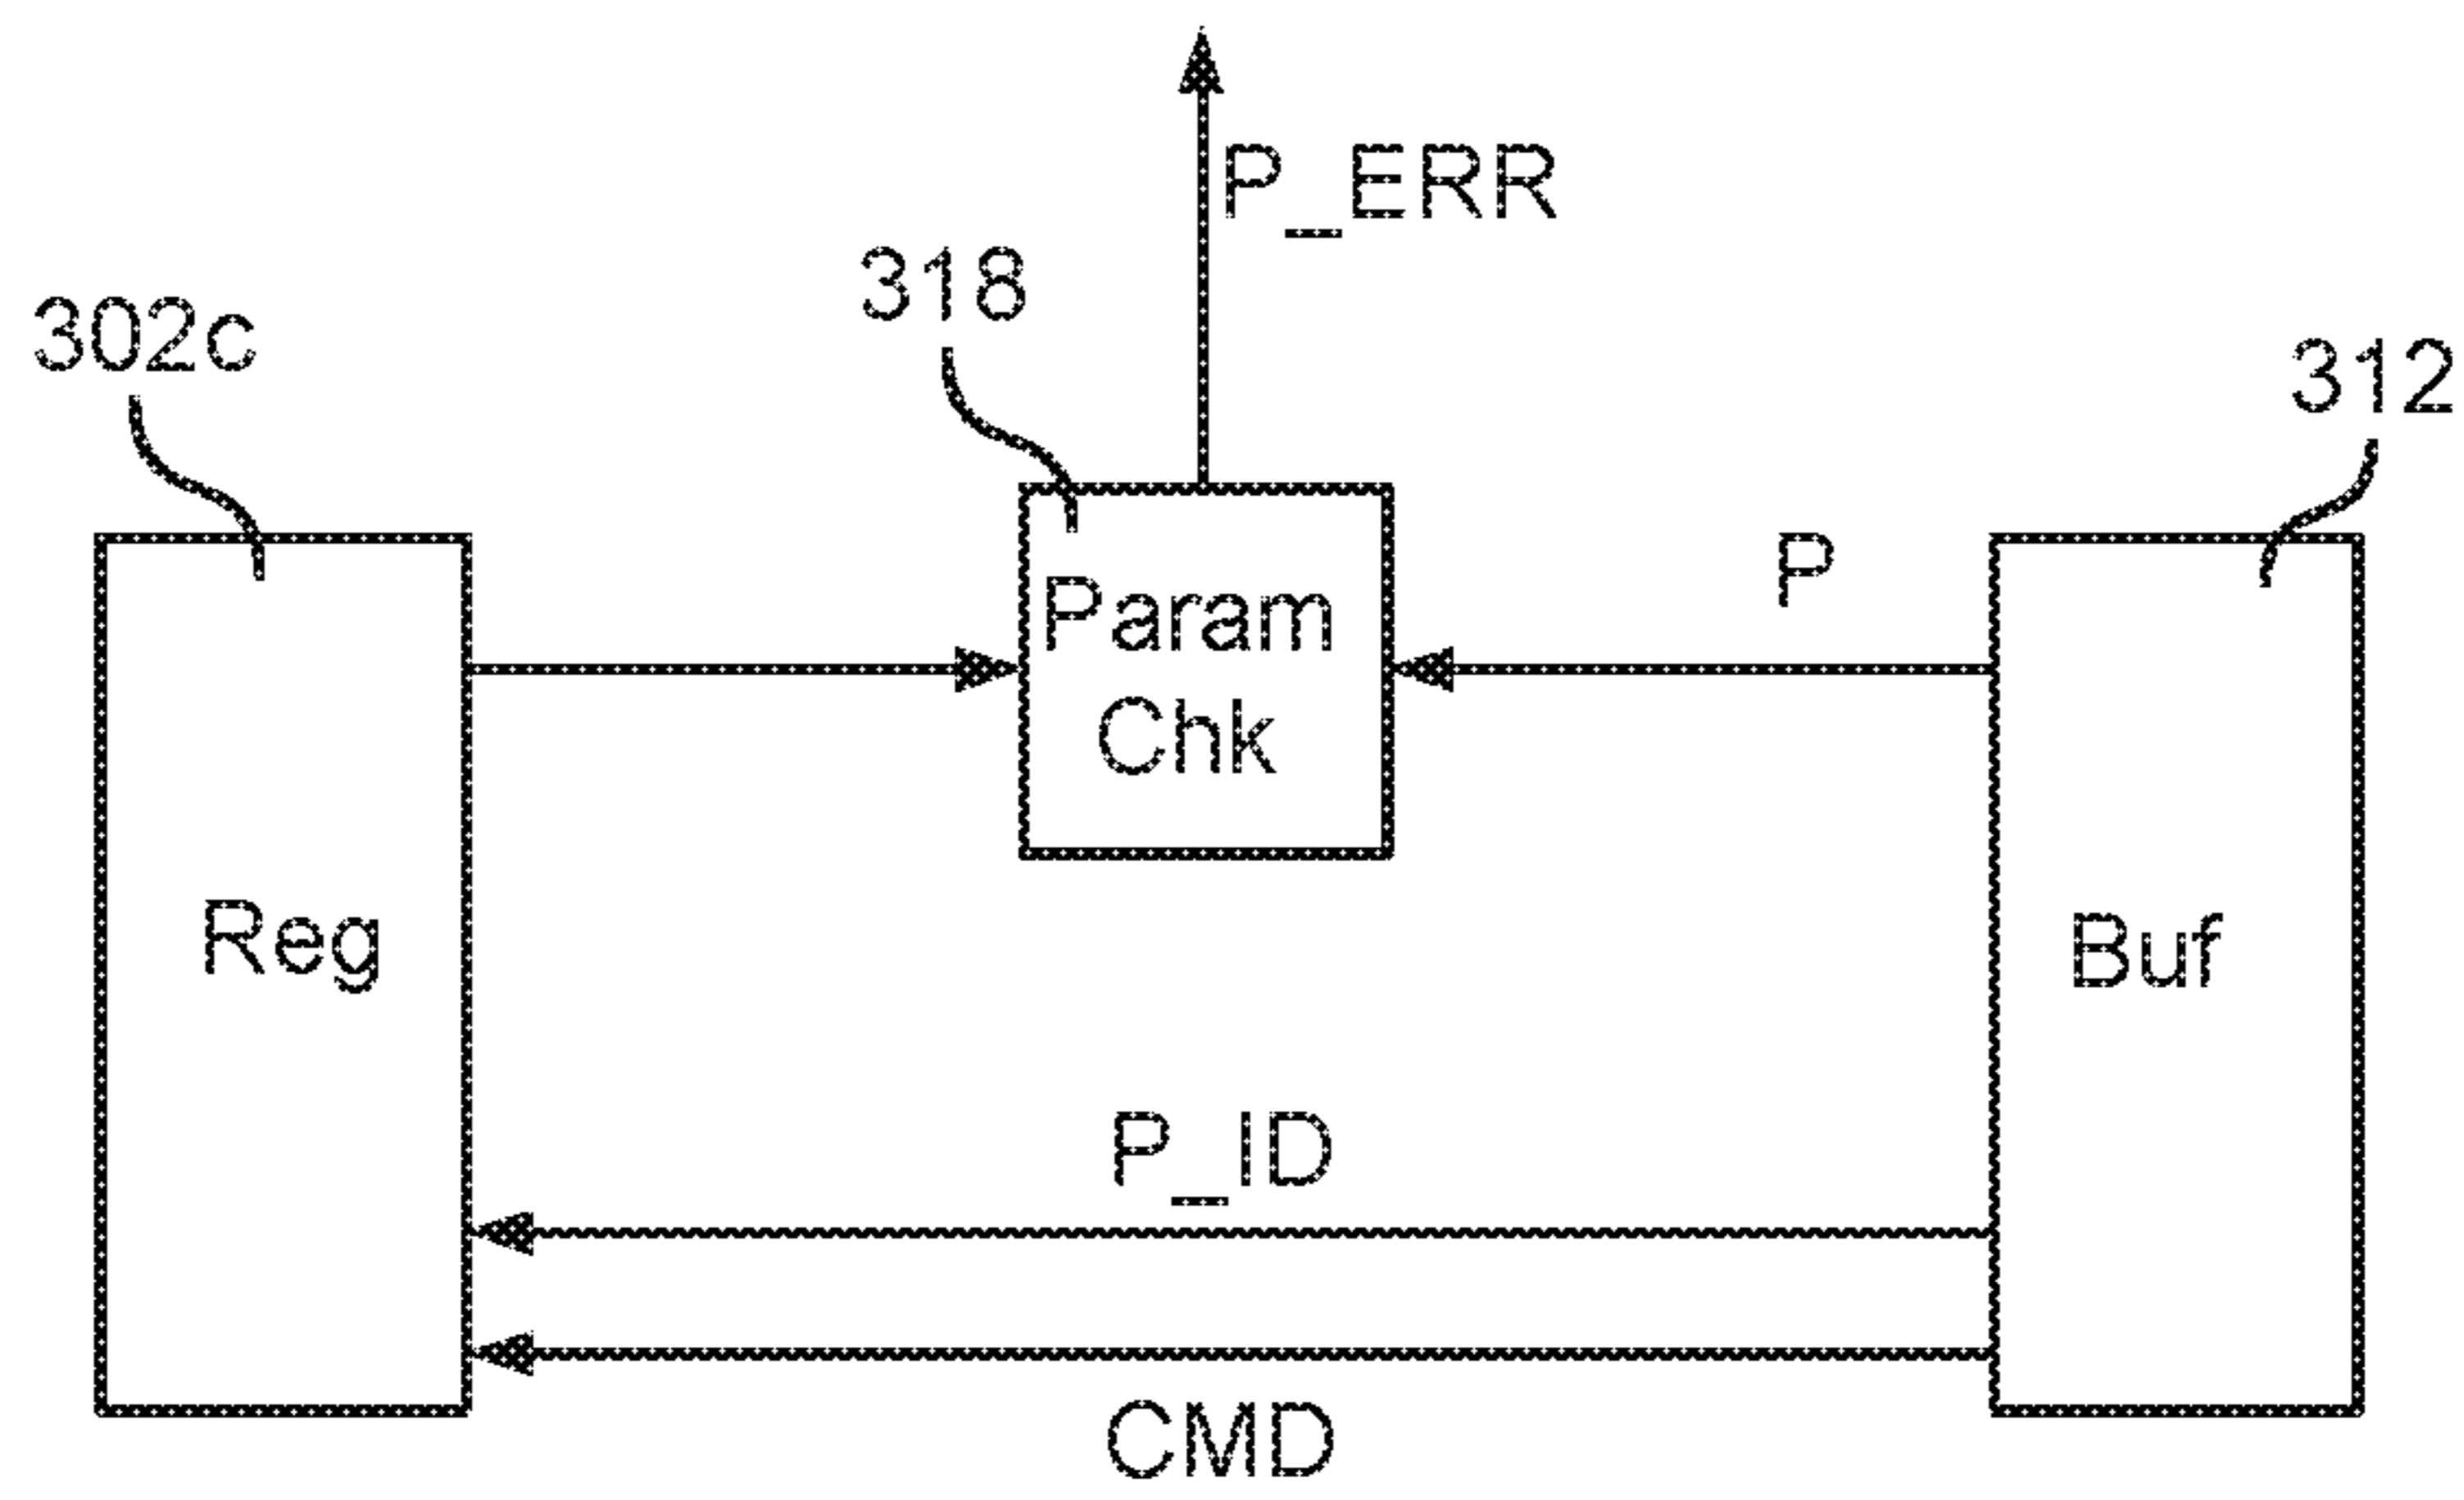 P_ERR
318
302c
312
P
Param
Chk
Reg
Buf
P_ID
CMD